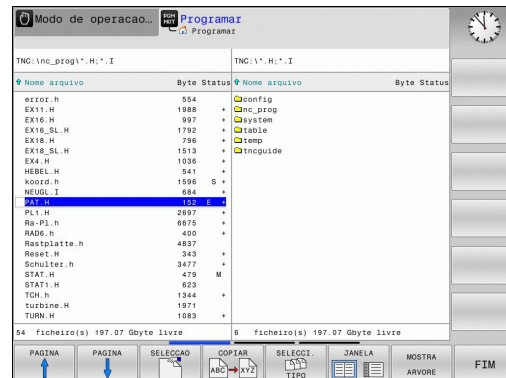 Modo de operacao... PGM MGT Programar
Programar
TNC:\nc_prog\*.H;*.I TNC:\*.H;*.I
Nome arquivo Byte Status Nome arquivo Byte Status
error.h 554 config
EX11.H 1988 + nc_prog
EX16.H 997 + system
EX16_SL.H 1792 + table
EX18.H 796 + temp
EX18_SL.H 1513 + tncguide
EX4.H 1036 +
HEBEL.H 541 +
koord.h 1596 S +
NEUGL.I 684 +
PAT.H 152 E +
PL1.H 2697 +
Ra-Pl.h 6675 +
RAD6.h 400 +
Rastplatte.h 4837
Reset.H 343 +
Schulter.h 3477 +
STAT.H 479 M
STAT1.H 623
TCH.h 1344 +
turbine.H 1971
TURN.H 1083 +
54 ficheiro(s) 197.07 Gbyte livre 6 ficheiro(s) 197.07 Gbyte livre
PAGINA PAGINA SELECCAO COPIAR ABC XYZ SELECCI. TIPO JANELA MOSTRA ARVORE FIM